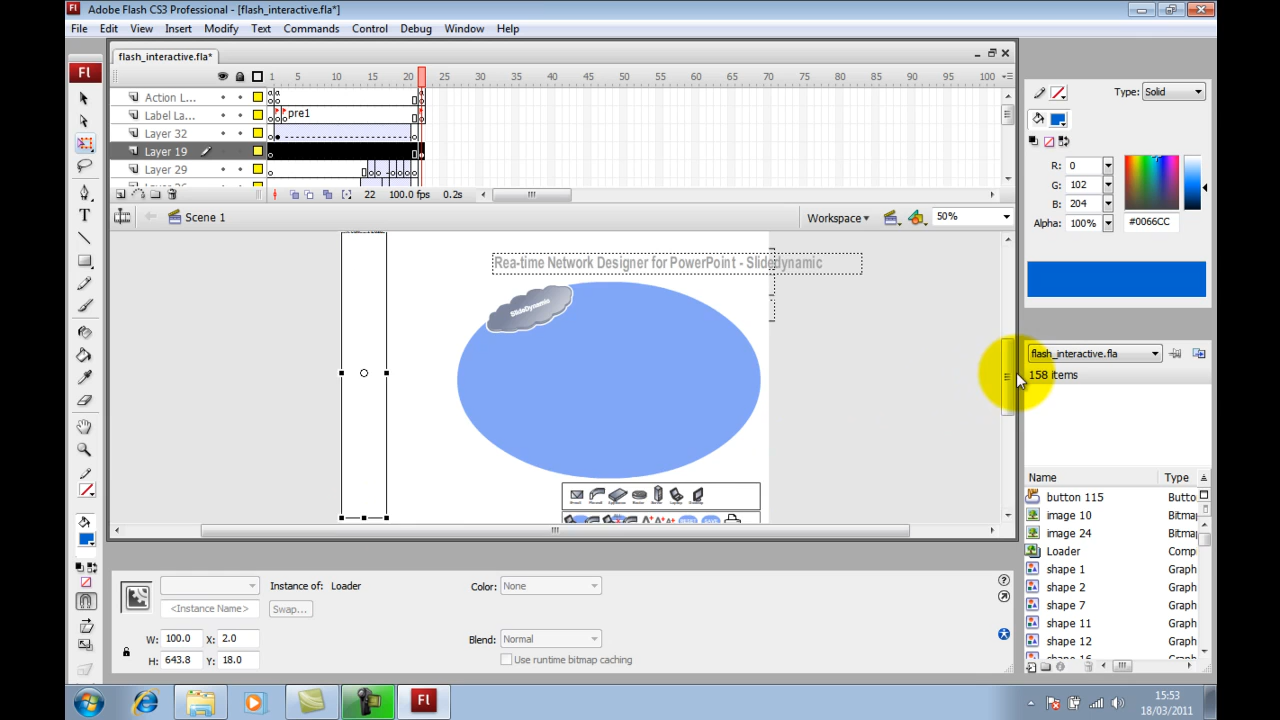 Adobe Flash CS3 Professional - [flash_interactive.fla*]
File Edit View Insert Modify Text Commands Control Debug Window Help
flash_interactive.fla*
1 5 10 15 20 25 30 35 40 45 50 55 60 65 70 75 80 85 90 95 100
Action L...
Label La...
pre1
Layer 32
Layer 19
Layer 29
22 100.0 fps 0.2s
Scene 1
Workspace
50%
Real-time Network Designer for PowerPoint - Slidedynamic
SlideDynamic
Type: Solid
R: 0
G: 102
B: 204
Alpha: 100% #0066CC
flash_interactive.fla
158 items
Name Type
button 115 Butto
image 10 Bitma
image 24 Bitma
Loader Comp
shape 1 Graph
shape 2 Graph
shape 7 Graph
shape 11 Graph
shape 12 Graph
Instance of: Loader
<Instance Name>
Swap...
Color: None
W: 100.0 X: 2.0
H: 643.8 Y: 18.0
Blend: Normal
Use runtime bitmap caching
15:53
18/03/2011